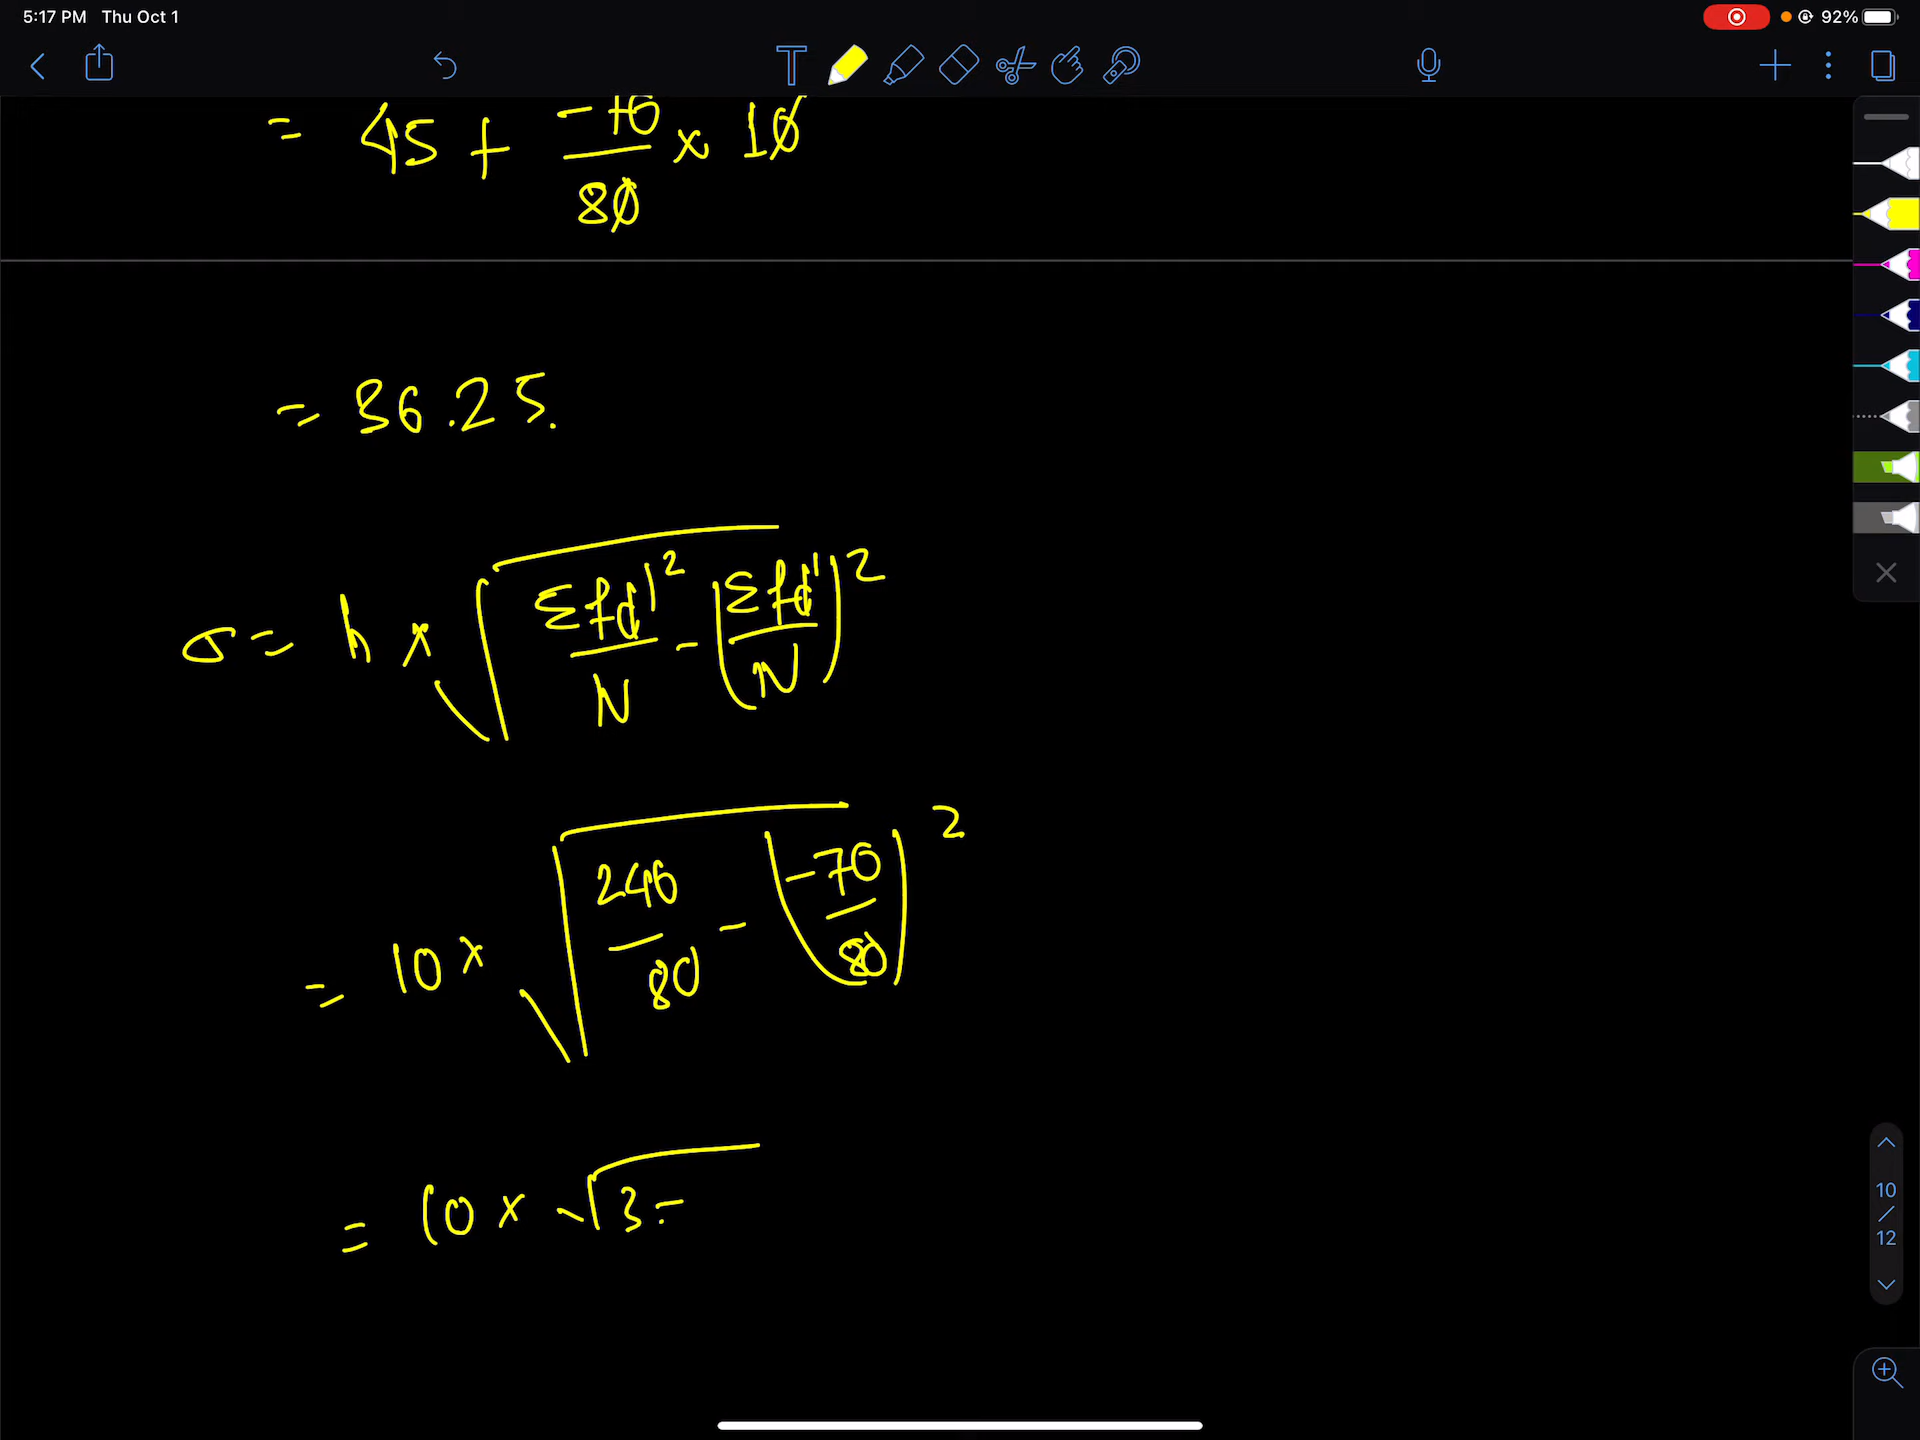 5:17 PM Thu Oct 1 92%
= 45 + -70/80 x 10
= 36.25.
σ = h x √ Σfd'²/N - (Σfd'/N)²
= 10 x √ 240/80 - (-70/80)²
= 10 x √3 -
10
/
12